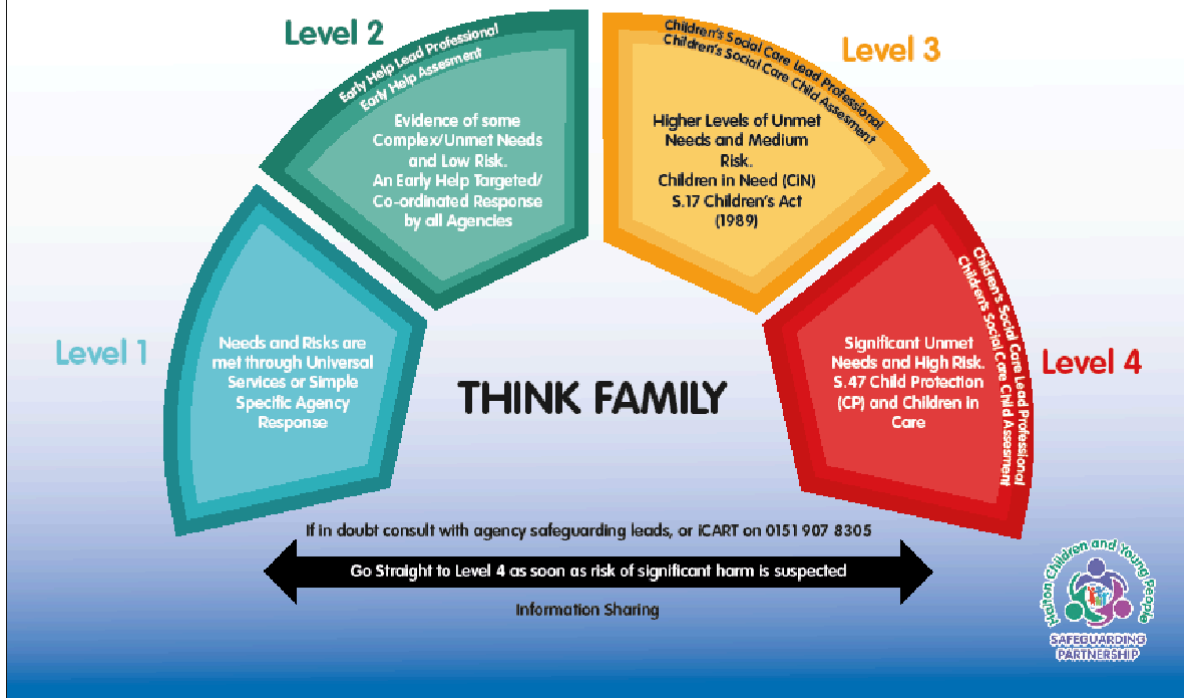 Level 1
Needs and Risks are
met through Universal
Services or Simple
Specific Agency
Response
Level 2
Early Help Lead Professional
Early Help Assesment
Evidence of some
Complex/Unmet Needs
and Low Risk.
An Early Help Targeted/
Co-ordinated Response
by all Agencies
Level 3
Children's Social Care Lead Professional
Children's Social Care Child Assesment
Higher Levels of Unmet
Needs and Medium
Risk.
Children in Need (CiN)
S.17 Children's Act
(1989)
Level 4
Children's Social Care Lead Professional
Children's Social Care Child Assesment
Significant Unmet
Needs and High Risk.
S.47 Child Protection
(CP) and Children in
Care
THINK FAMILY
If in doubt consult with agency safeguarding leads, or iCART on 0151 907 8305
Go Straight to Level 4 as soon as risk of significant harm is suspected
Information Sharing
Halton Children and Young People
SAFEGUARDING
PARTNERSHIP